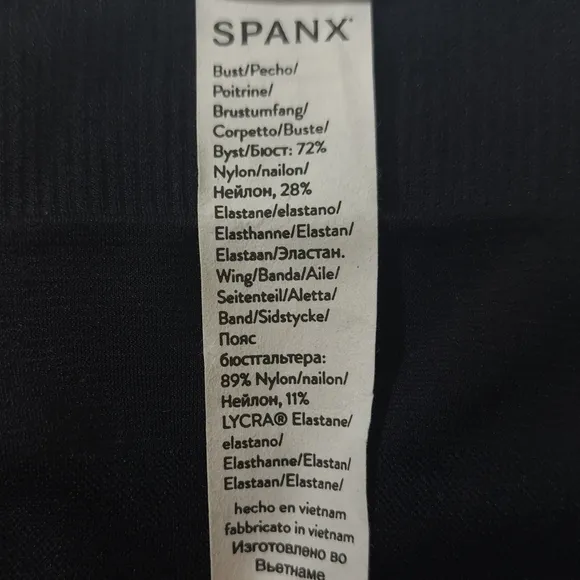 SPANX®
Bust/Pecho/
Poitrine/
Brustumfang/
Corpetto/Buste/
Byst/Бюст: 72%
Nylon/nailon/
Нейлон, 28%
Elastane/elastano/
Elasthanne/Elastan/
Elastaan/Эластан.
Wing/Banda/Aile/
Seitenteil/Aletta/
Band/Sidstycke/
Пояс
бюстгальтера:
89% Nylon/nailon/
Нейлон, 11%
LYCRA® Elastane/
elastano/
Elasthanne/Elastan/
Elastaan/Elastane/
hecho en vietnam
fabbricato in vietnam
Изготовлено во
Вьетнаме